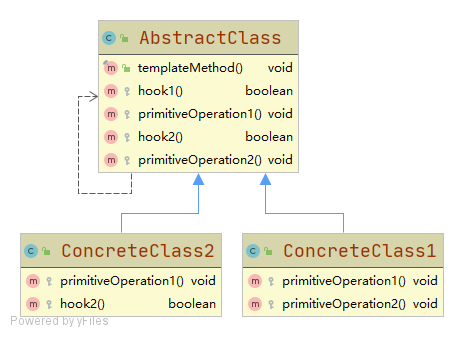 AbstractClass
templateMethod() void
hook1() boolean
primitiveOperation1() void
hook2() boolean
primitiveOperation2() void
ConcreteClass2
primitiveOperation1() void
hook2() boolean
ConcreteClass1
primitiveOperation1() void
primitiveOperation2() void
Powered by yFiles